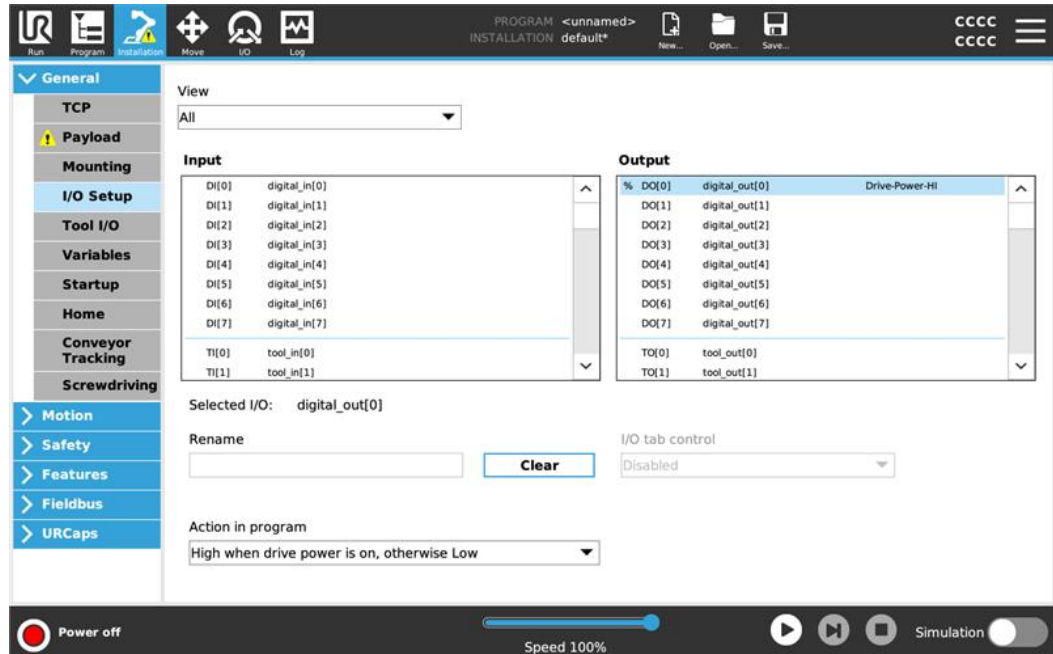 UR
PROGRAM <unnamed>
INSTALLATION default*
cccc
cccc
Run Program Installation Move I/O Log New... Open... Save...
General
TCP
Payload
Mounting
I/O Setup
Tool I/O
Variables
Startup
Home
Conveyor
Tracking
Screwdriving
Motion
Safety
Features
Fieldbus
URCaps
View
All
Input
DI[0] digital_in[0]
DI[1] digital_in[1]
DI[2] digital_in[2]
DI[3] digital_in[3]
DI[4] digital_in[4]
DI[5] digital_in[5]
DI[6] digital_in[6]
DI[7] digital_in[7]
TI[0] tool_in[0]
TI[1] tool_in[1]
Output
% DO[0] digital_out[0] Drive-Power-HI
DO[1] digital_out[1]
DO[2] digital_out[2]
DO[3] digital_out[3]
DO[4] digital_out[4]
DO[5] digital_out[5]
DO[6] digital_out[6]
DO[7] digital_out[7]
TO[0] tool_out[0]
TO[1] tool_out[1]
Selected I/O: digital_out[0]
Rename
Clear
I/O tab control
Disabled
Action in program
High when drive power is on, otherwise Low
Power off
Speed 100%
Simulation